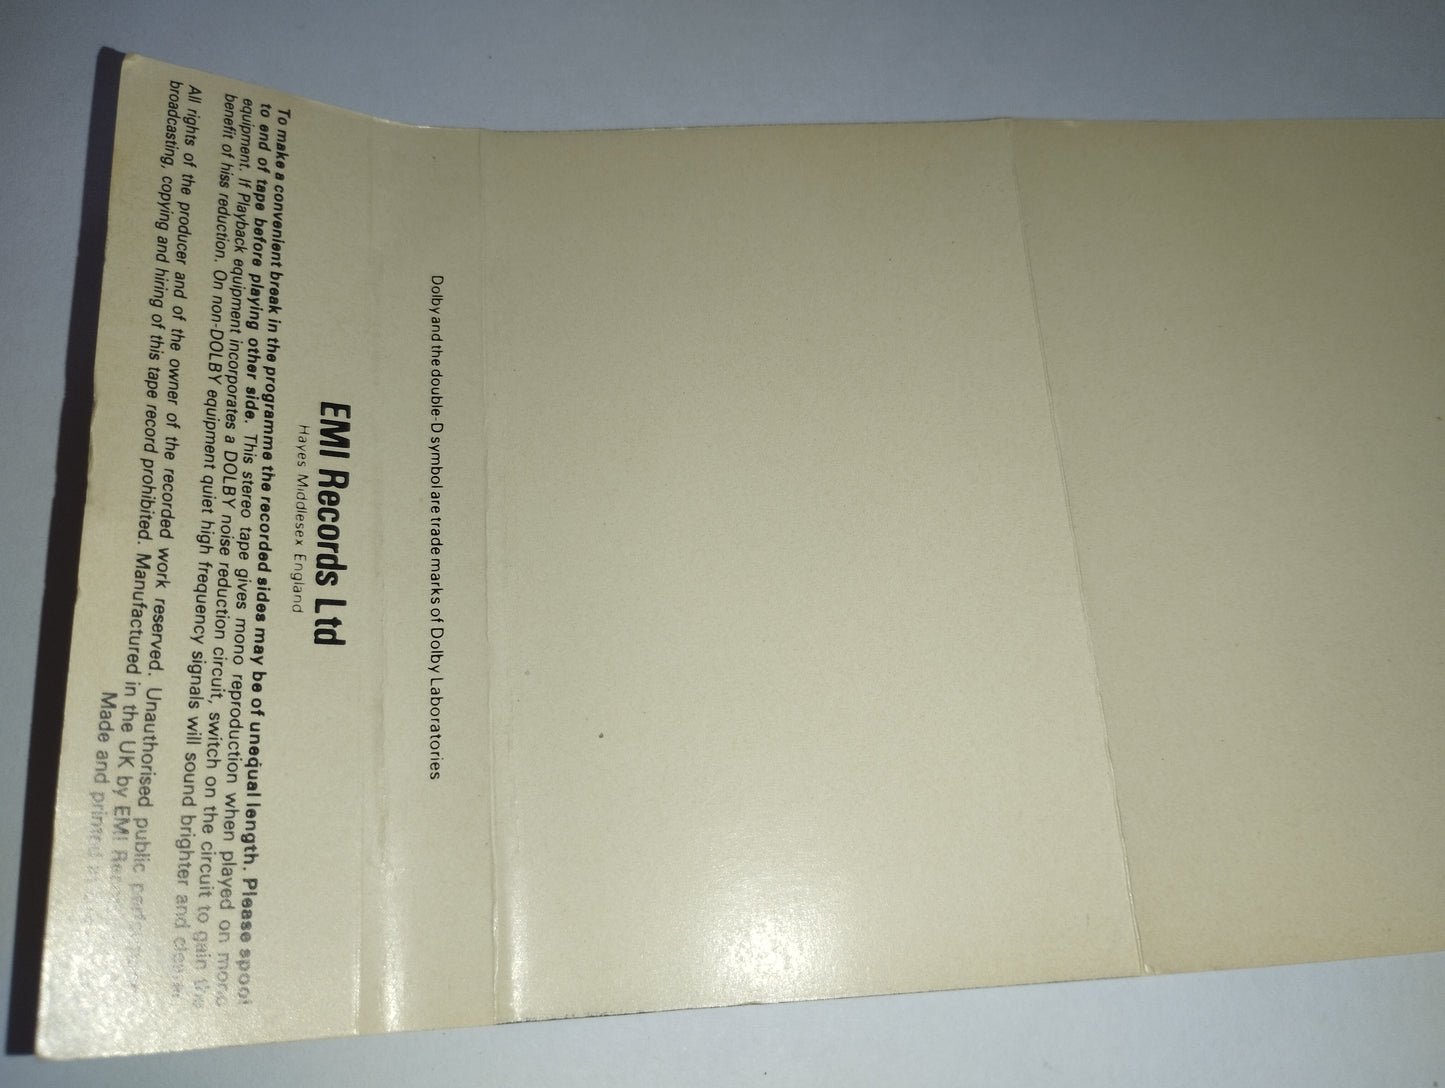 Dolby and the double-D symbol are trade marks of Dolby Laboratories
EMI Records Ltd
Hayes Middlesex England
To make a convenient break in the programme the recorded sides may be of unequal length. Please spool
to end of tape before playing other side. This stereo tape gives mono reproduction when played on mono
equipment. If Playback equipment incorporates a DOLBY noise reduction circuit, switch on the circuit to gain the
benefit of hiss reduction. On non-DOLBY equipment quiet high frequency signals will sound brighter and cleaner
All rights of the producer and of the owner of the recorded work reserved. Unauthorised public performance
broadcasting, copying and hiring of this tape record prohibited. Manufactured in the UK by EMI
Made and printed